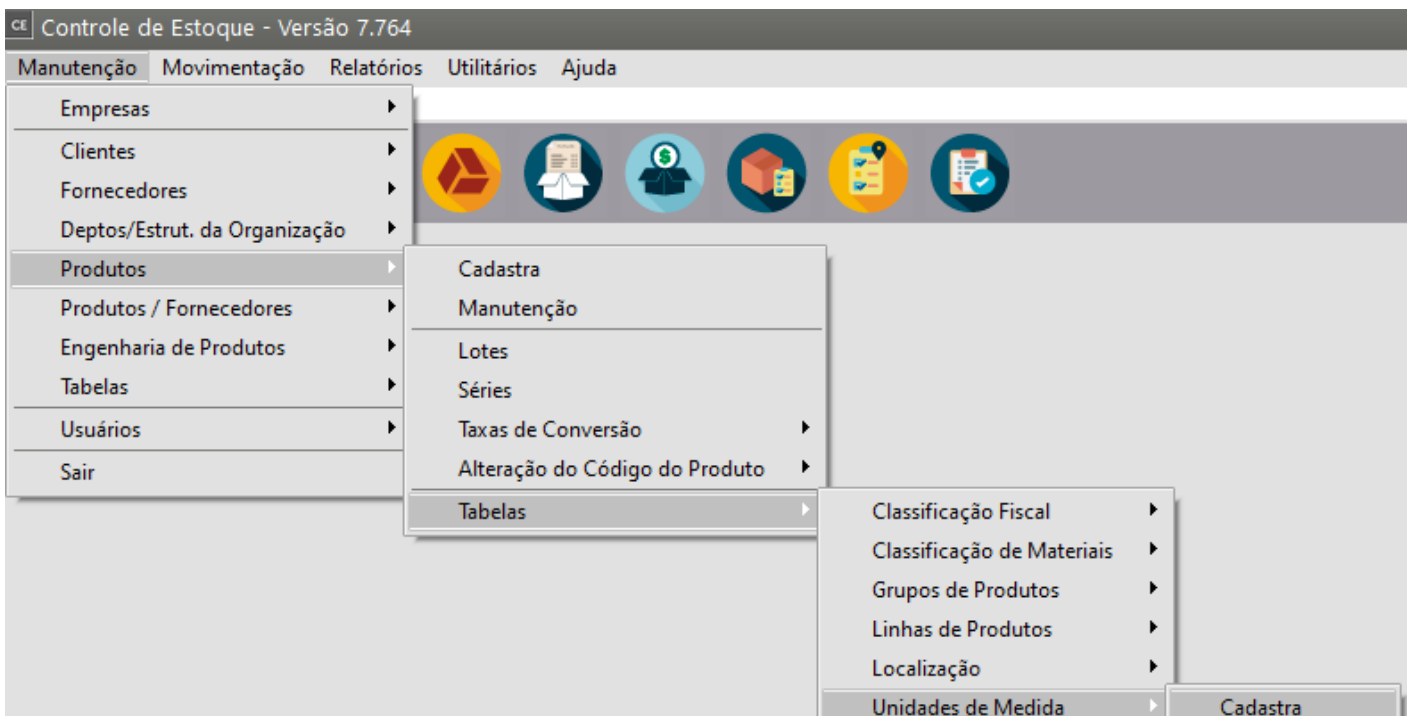 CE Controle de Estoque - Versão 7.764
Manutenção Movimentação Relatórios Utilitários Ajuda
Empresas
Clientes
Fornecedores
Deptos/Estrut. da Organização
Produtos
Produtos / Fornecedores
Engenharia de Produtos
Tabelas
Usuários
Sair
Cadastra
Manutenção
Lotes
Séries
Taxas de Conversão
Alteração do Código do Produto
Tabelas
Classificação Fiscal
Classificação de Materiais
Grupos de Produtos
Linhas de Produtos
Localização
Unidades de Medida
Cadastra